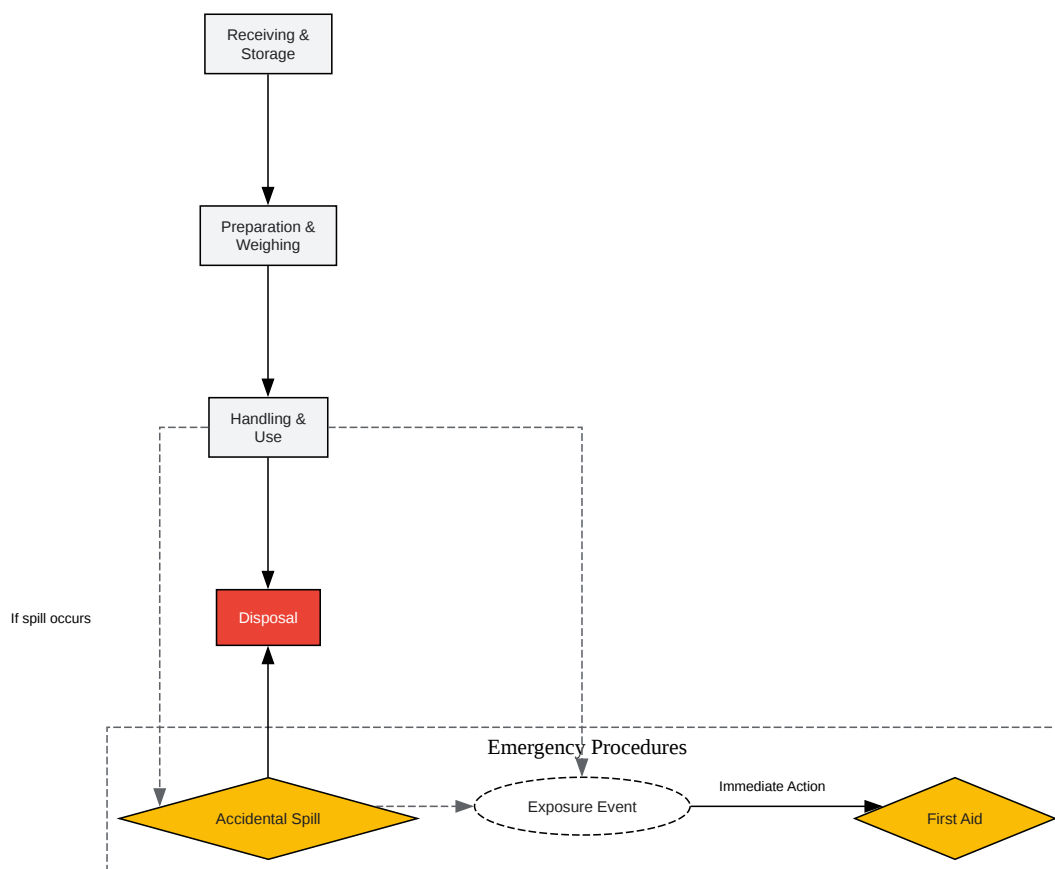 Receiving &
Storage
Preparation &
Weighing
Handling &
Use
If spill occurs
Disposal
Emergency Procedures
Immediate Action
Accidental Spill
Exposure Event
First Aid